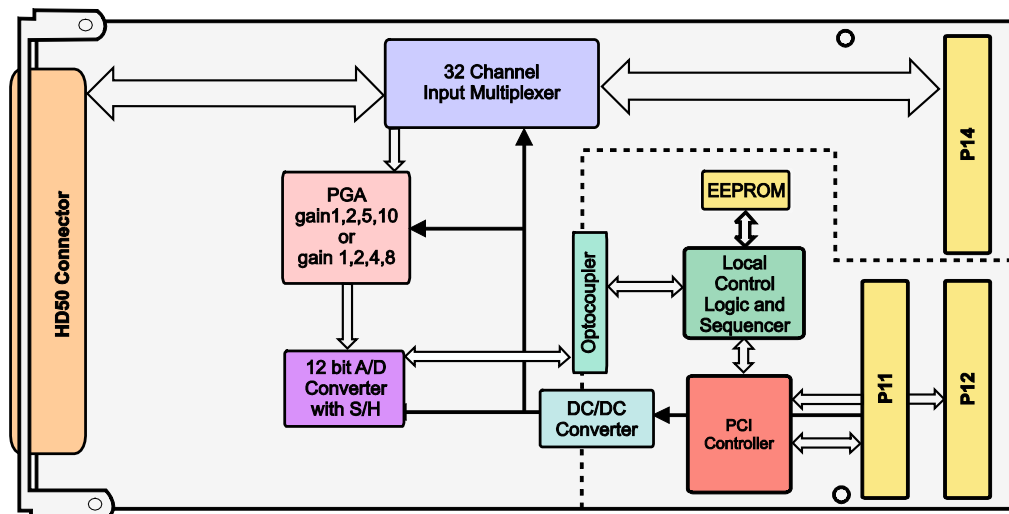 32 Channel
Input Multiplexer
HD50 Connector
PGA
gain1,2,5,10
or
gain 1,2,4,8
12 bit A/D
Converter
with S/H
Optocoupler
DC/DC
Converter
EEPROM
Local
Control
Logic and
Sequencer
PCI
Controller
P14
P11
P12